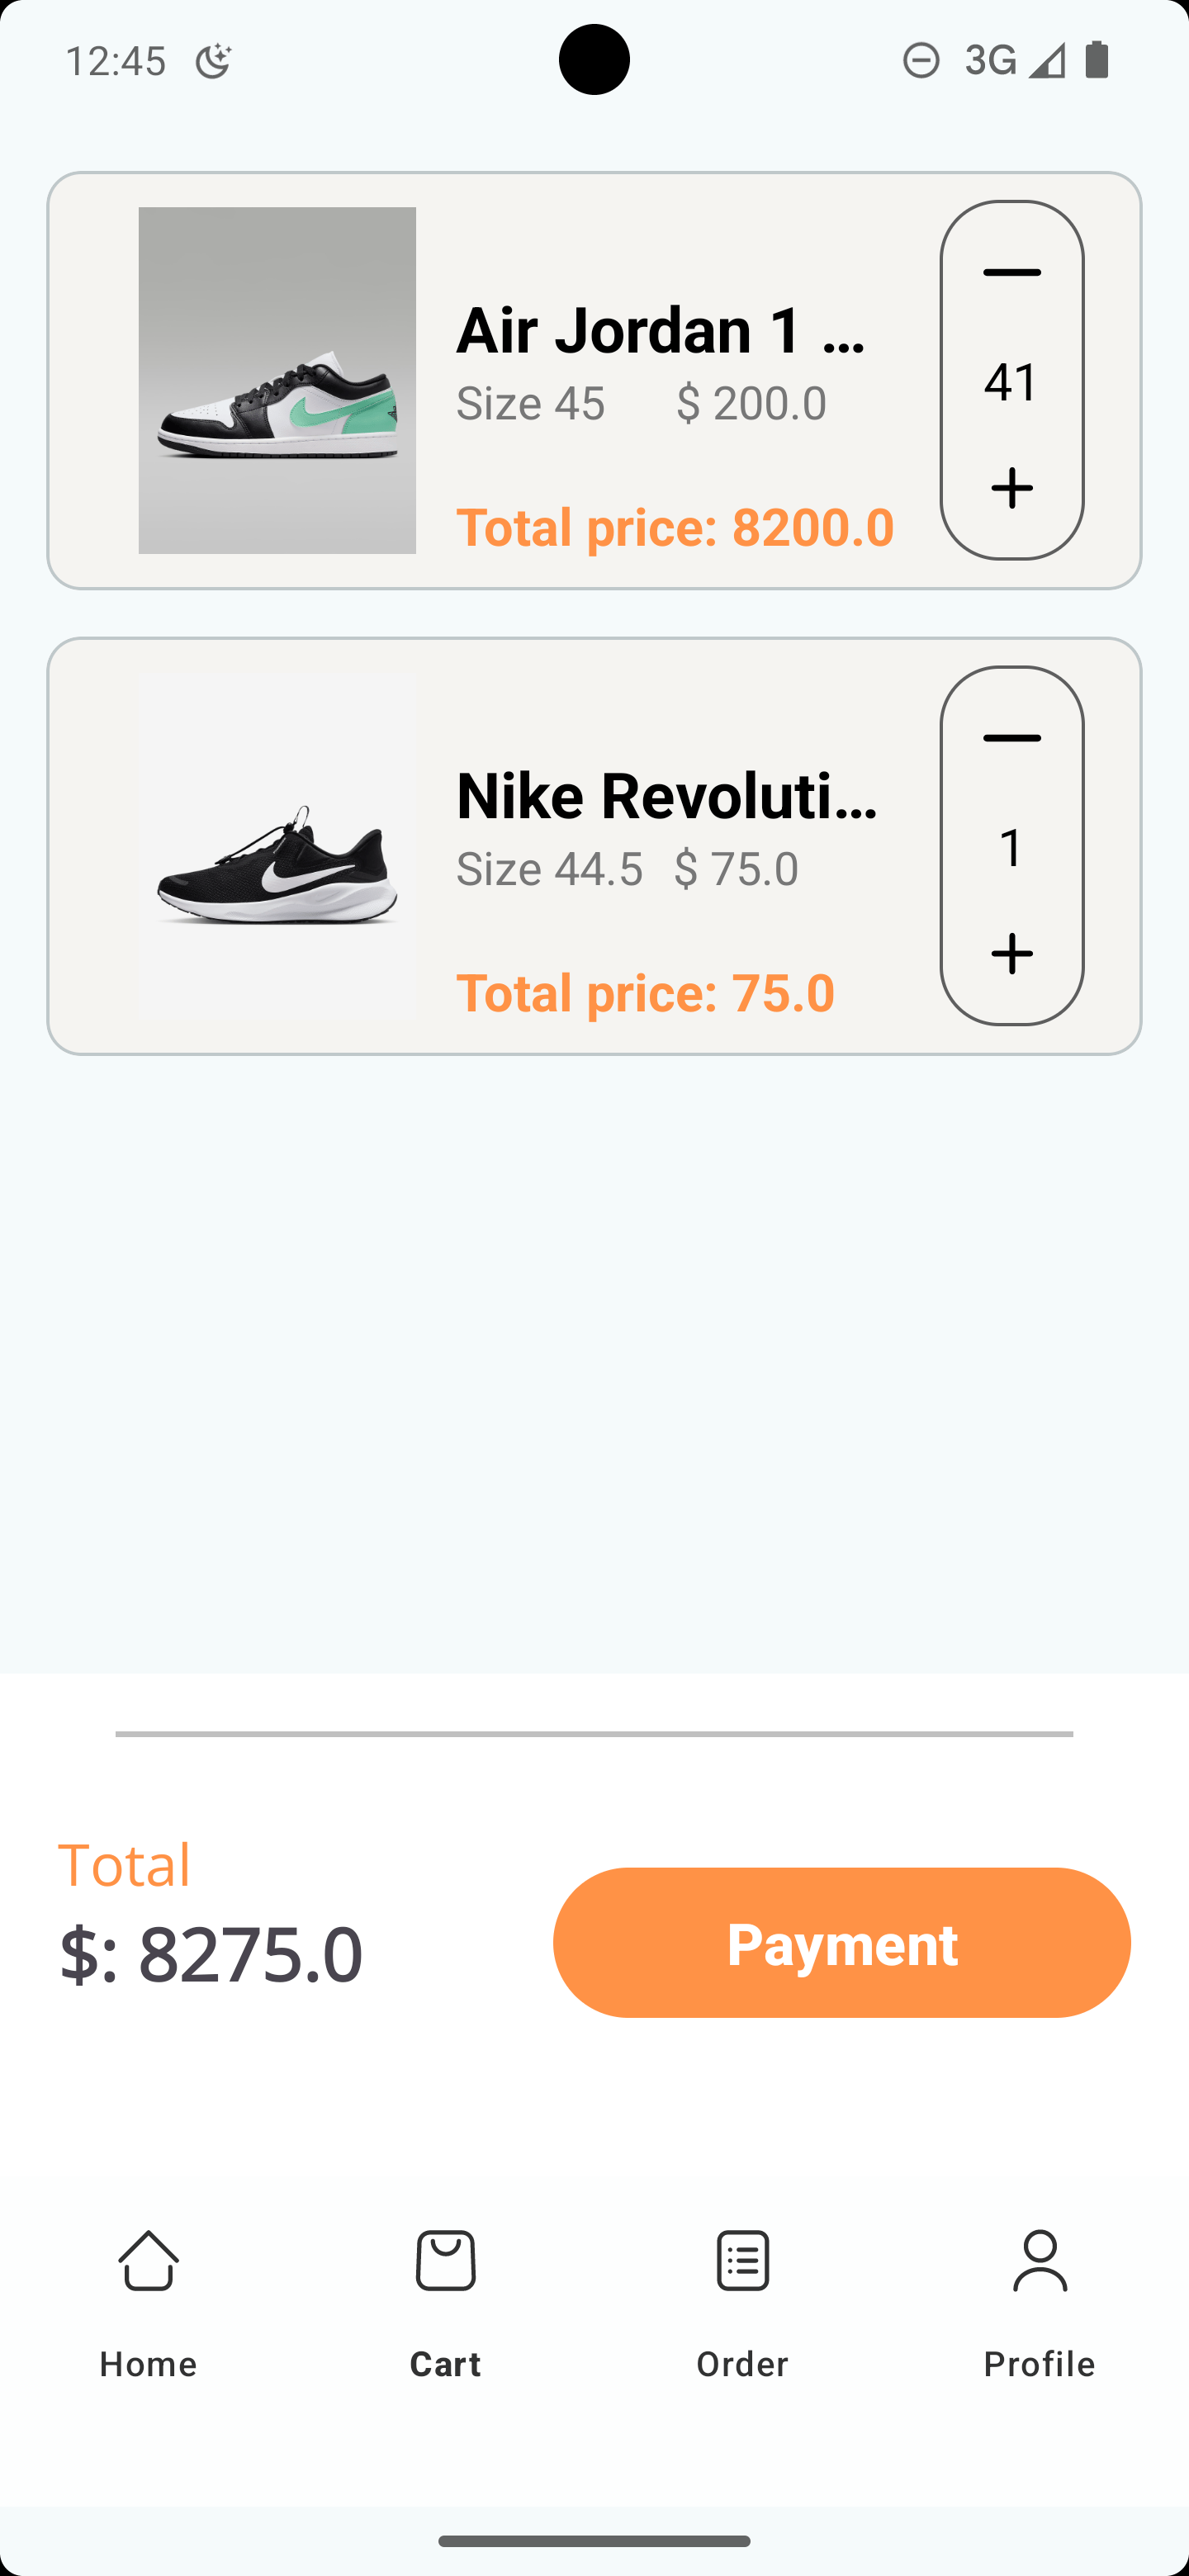 12:45 3G
Air Jordan 1 ...
Size 45 $ 200.0
Total price: 8200.0
41
Nike Revoluti...
Size 44.5 $ 75.0
Total price: 75.0
1
Total
$: 8275.0
Payment
Home Cart Order Profile